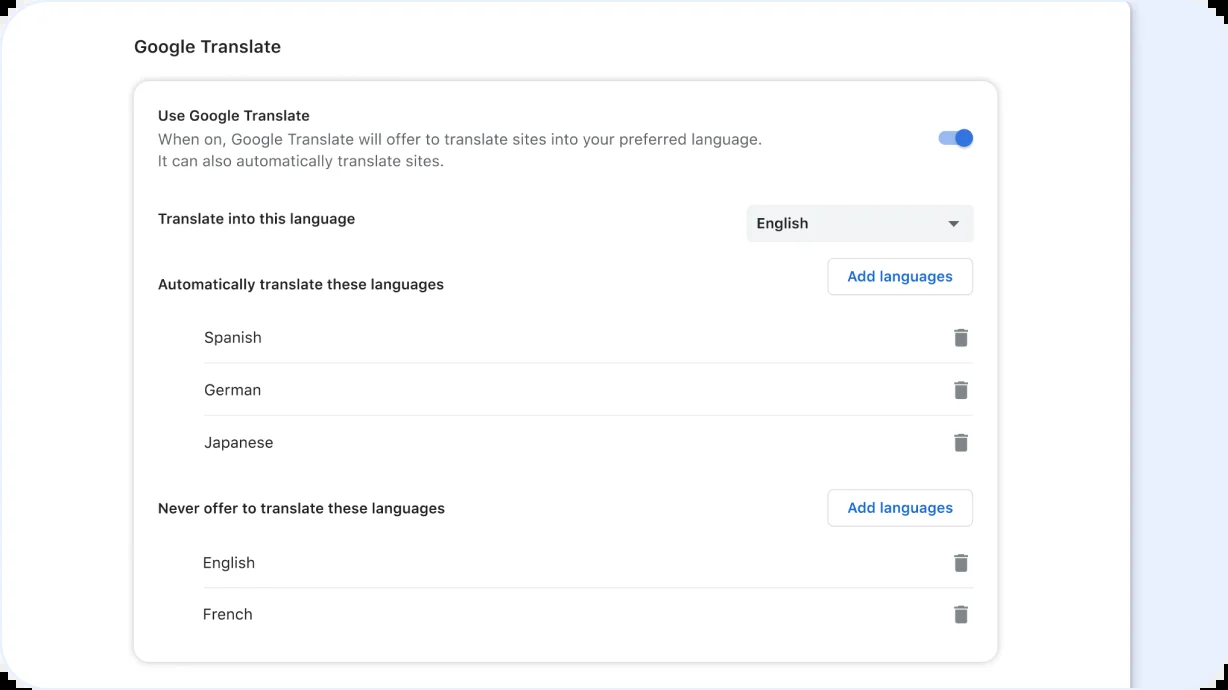 Google Translate
Use Google Translate
When on, Google Translate will offer to translate sites into your preferred language.
It can also automatically translate sites.
Translate into this language
English
Automatically translate these languages
Add languages
Spanish
German
Japanese
Never offer to translate these languages
Add languages
English
French